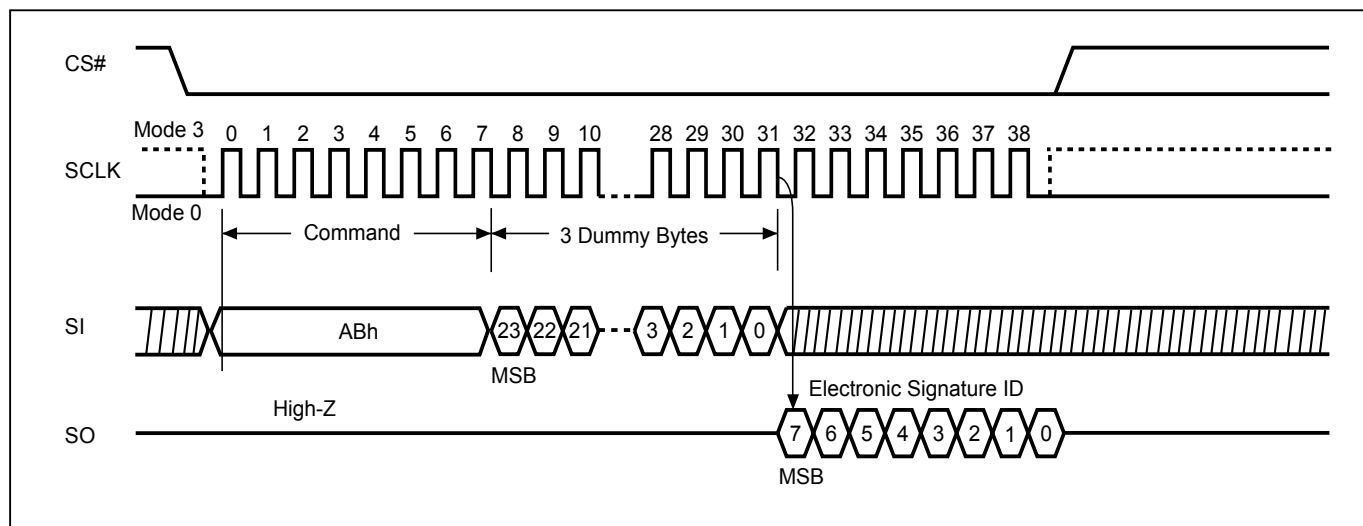 CS#
Mode 3
0 1 2 3 4 5 6 7 8 9 10 28 29 30 31 32 33 34 35 36 37 38
SCLK
Mode 0
Command 3 Dummy Bytes
SI ABh 23 22 21 3 2 1 0
MSB
Electronic Signature ID
High-Z
SO 7 6 5 4 3 2 1 0
MSB